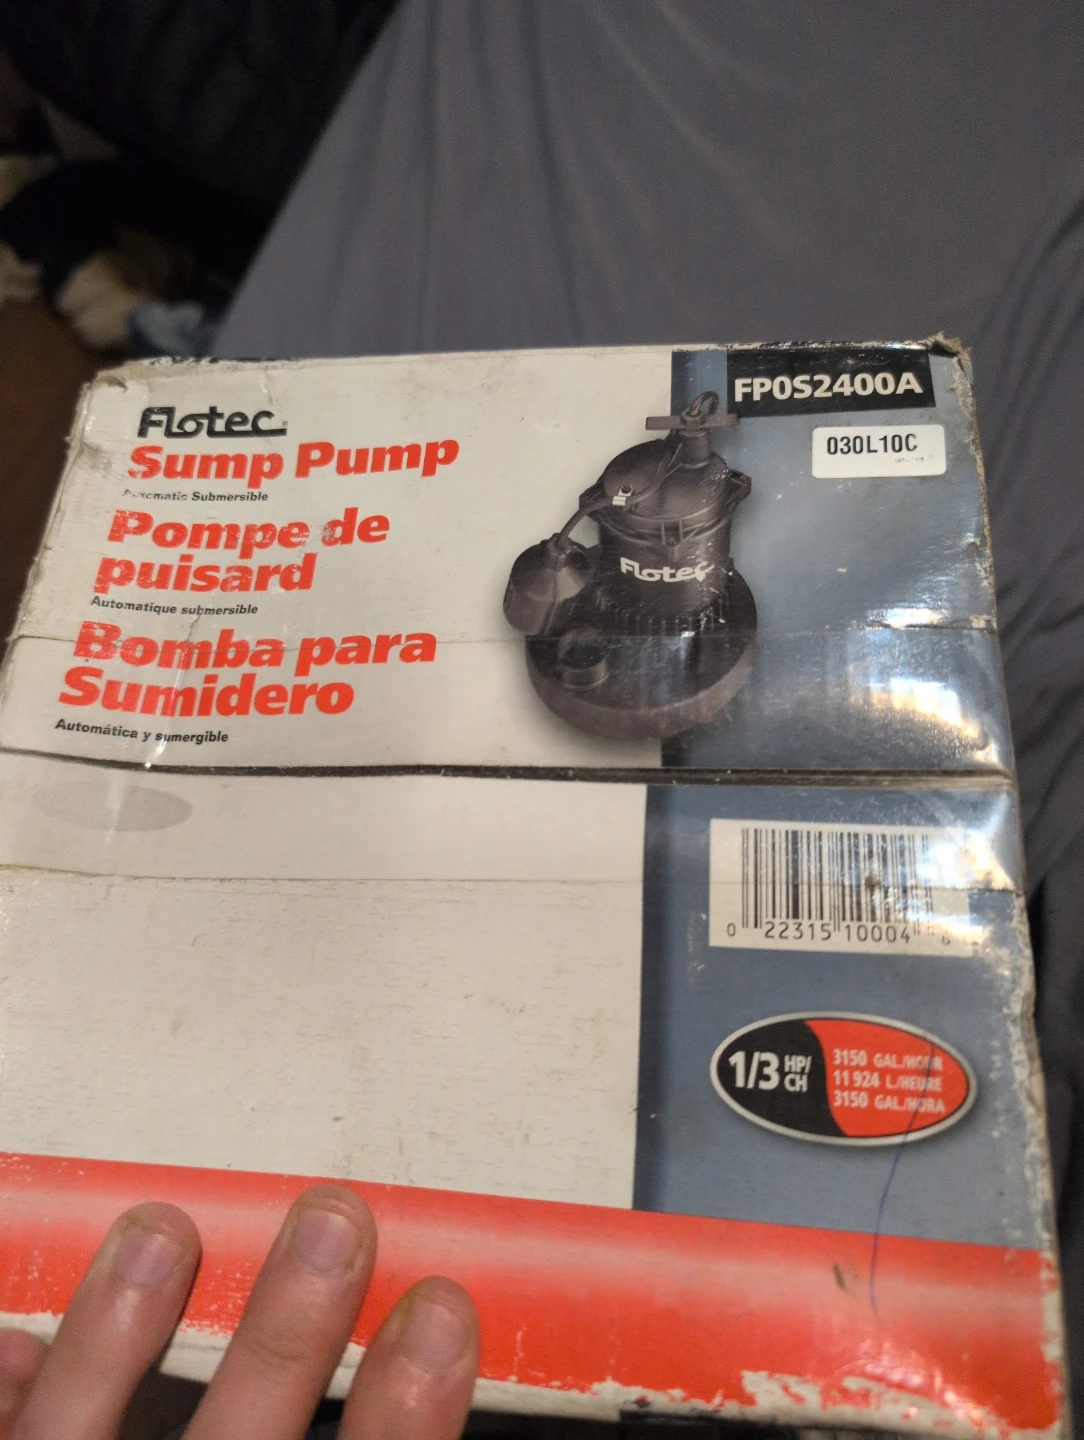 Flotec
Sump Pump
Automatic Submersible
Pompe de
puisard
Automatique submersible
Bomba para
Sumidero
Automática y sumergible
FP0S2400A
030L10C
Flotec
0 22315 10004 6
1/3 HP/
CH
3150 GAL./HOUR
11 924 L./HEURE
3150 GAL./HORA